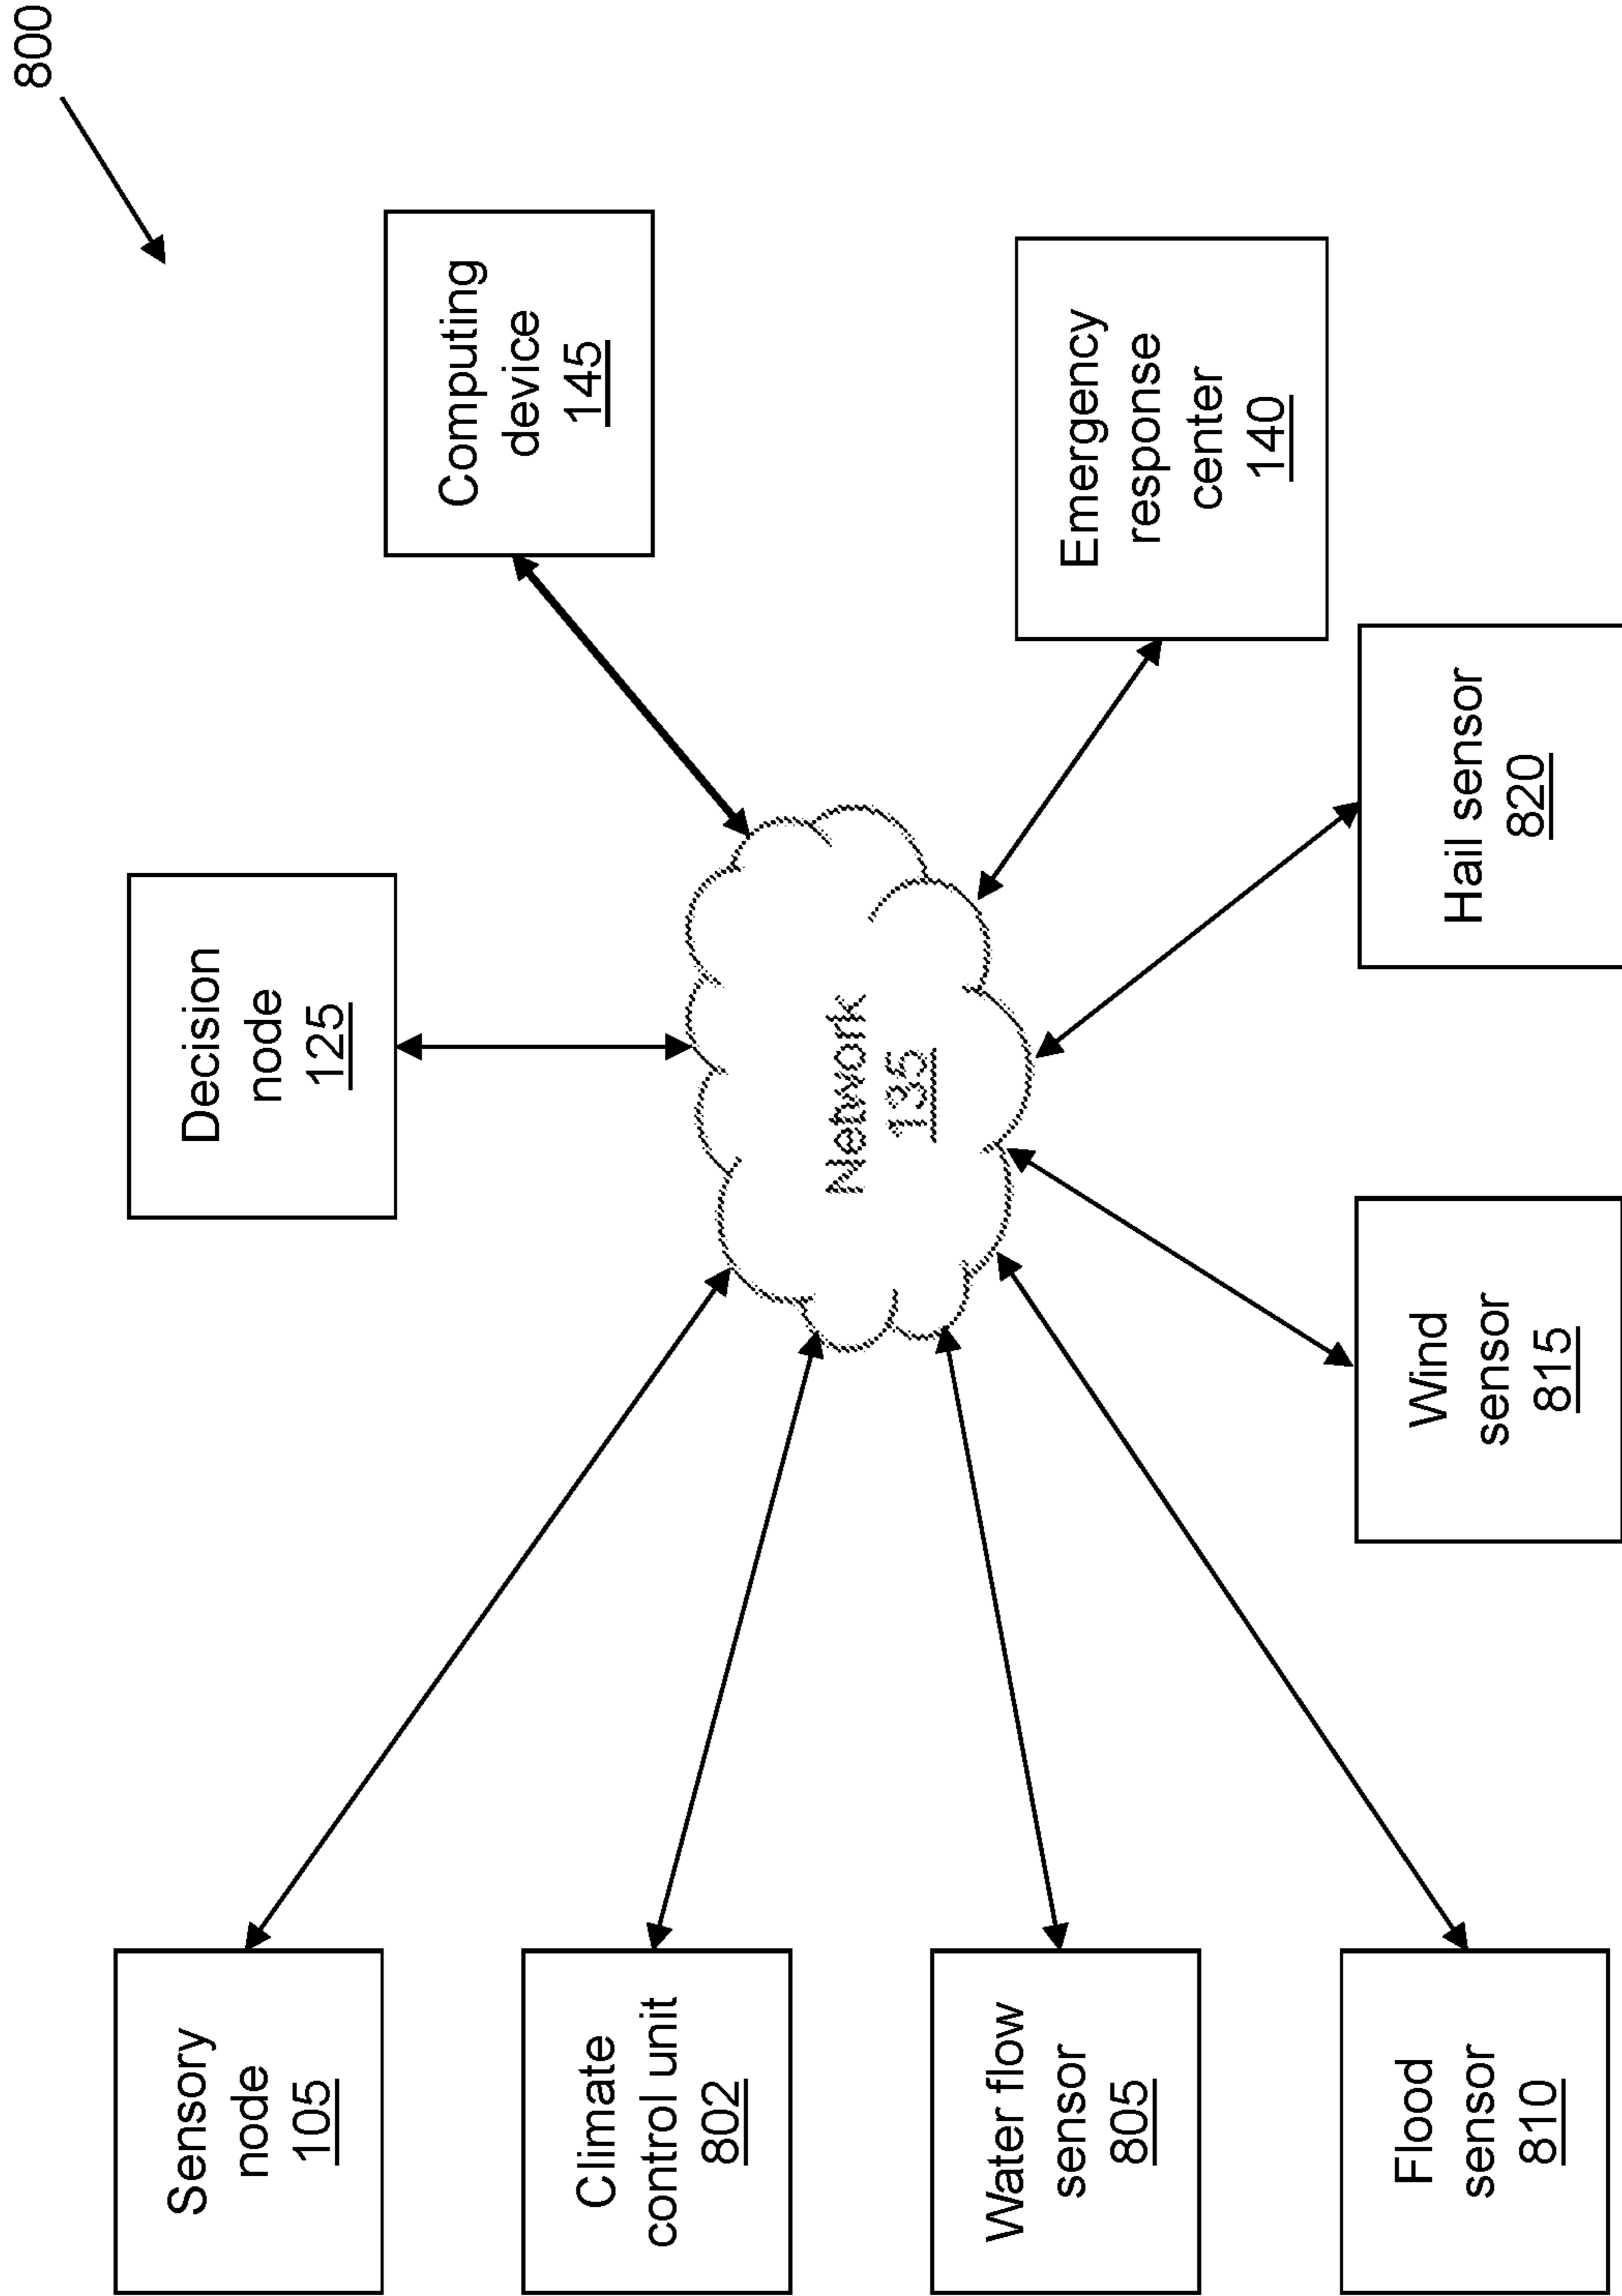 800
Sensory
node
105
Decision
node
125
Computing
device
145
Climate
control unit
802
Network
135
Water flow
sensor
805
Emergency
response
center
140
Flood
sensor
810
Wind
sensor
815
Hail sensor
820